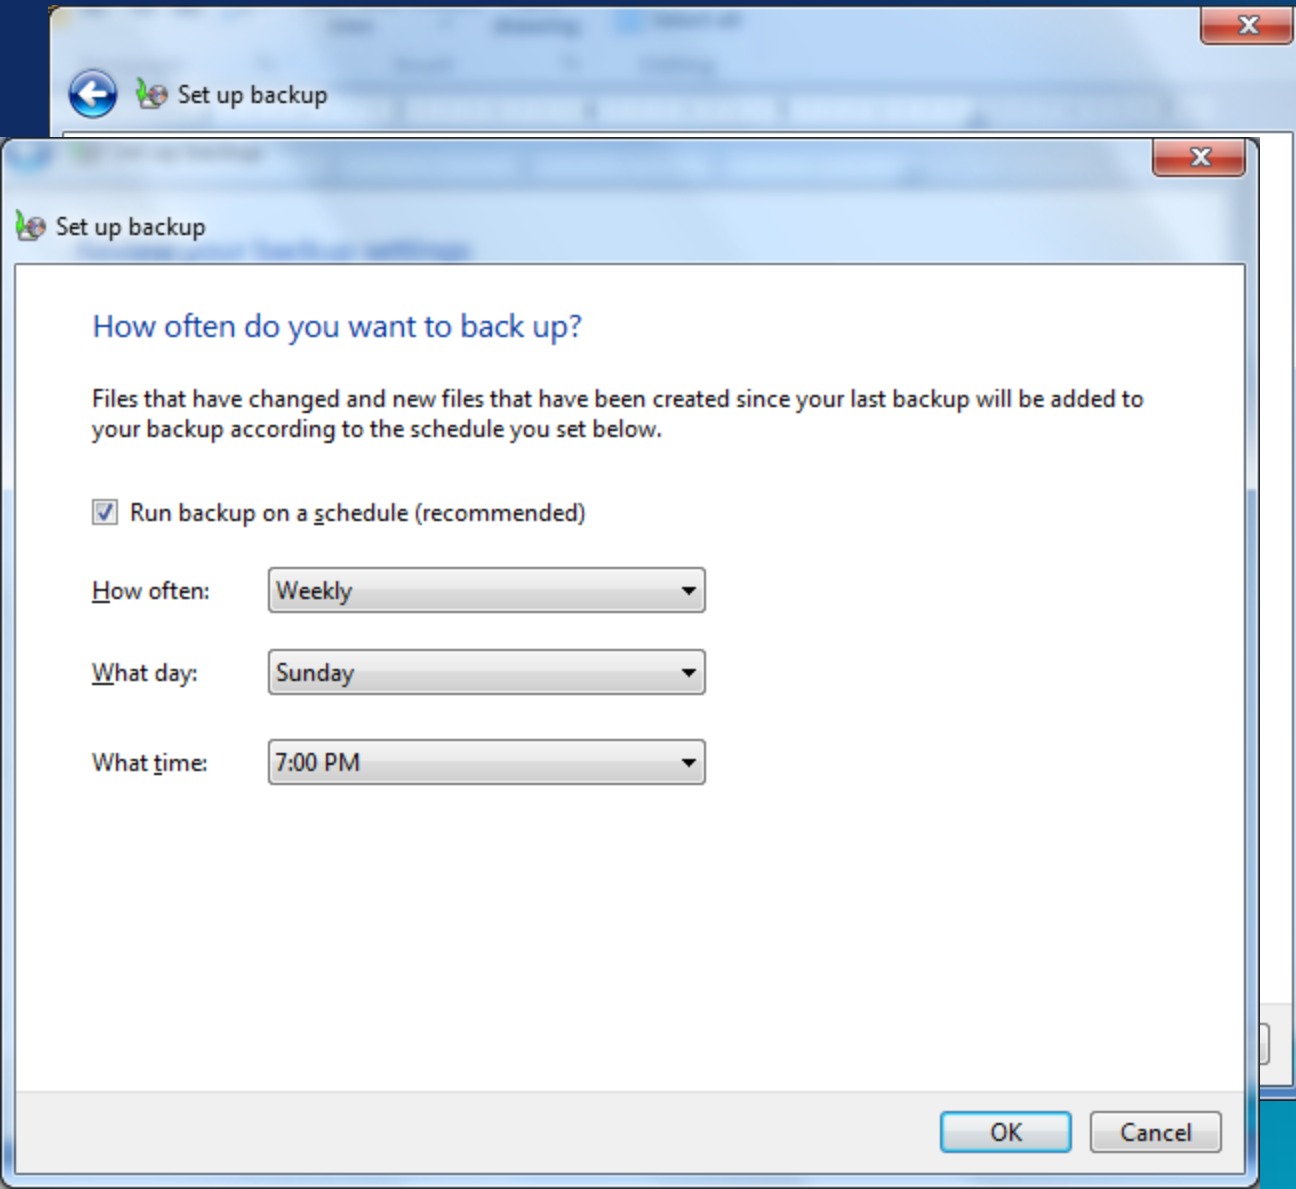 Set up backup
Set up backup
How often do you want to back up?
Files that have changed and new files that have been created since your last backup will be added to
your backup according to the schedule you set below.
Run backup on a schedule (recommended)
How often: Weekly
What day: Sunday
What time: 7:00 PM
OK Cancel